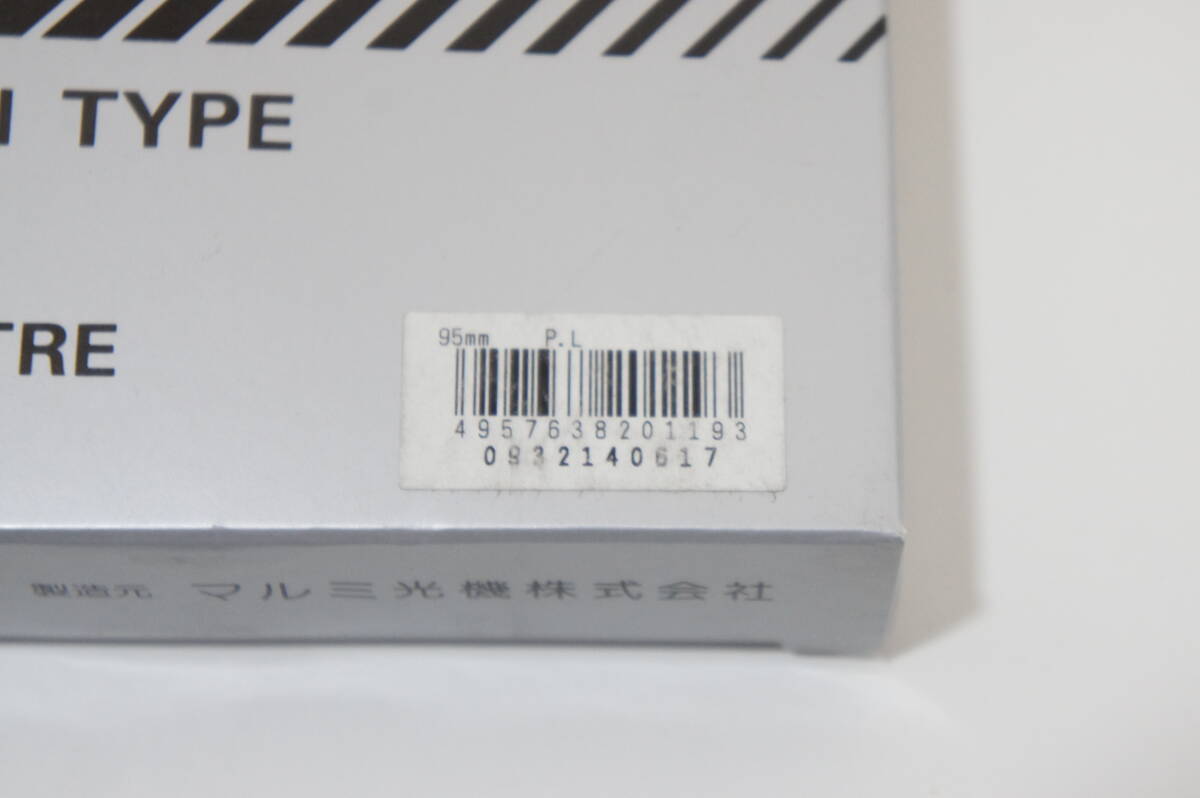 TYPE
TRE
95mm P.L
4957638201193
0932140617
製造元 マルミ光機株式会社